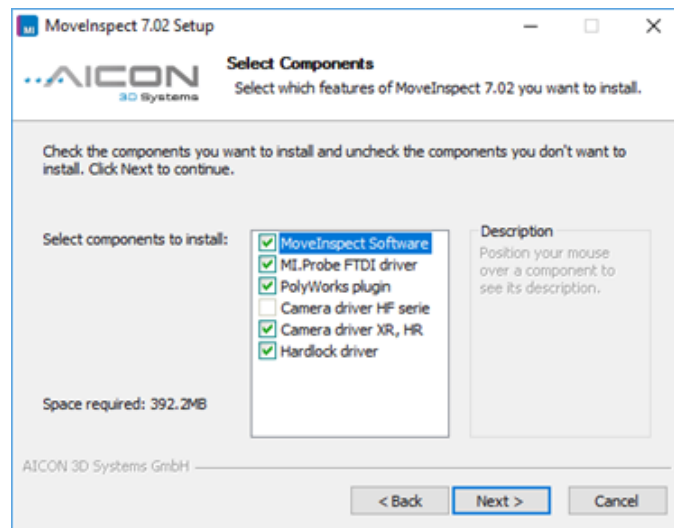 MI MoveInspect 7.02 Setup
AICON
3D Systems
Select Components
Select which features of MoveInspect 7.02 you want to install.
Check the components you want to install and uncheck the components you don't want to
install. Click Next to continue.
Select components to install:
MoveInspect Software
MI.Probe FTDI driver
PolyWorks plugin
Camera driver HF serie
Camera driver XR, HR
Hardlock driver
Description
Position your mouse
over a component to
see its description.
Space required: 392.2MB
AICON 3D Systems GmbH
< Back
Next >
Cancel